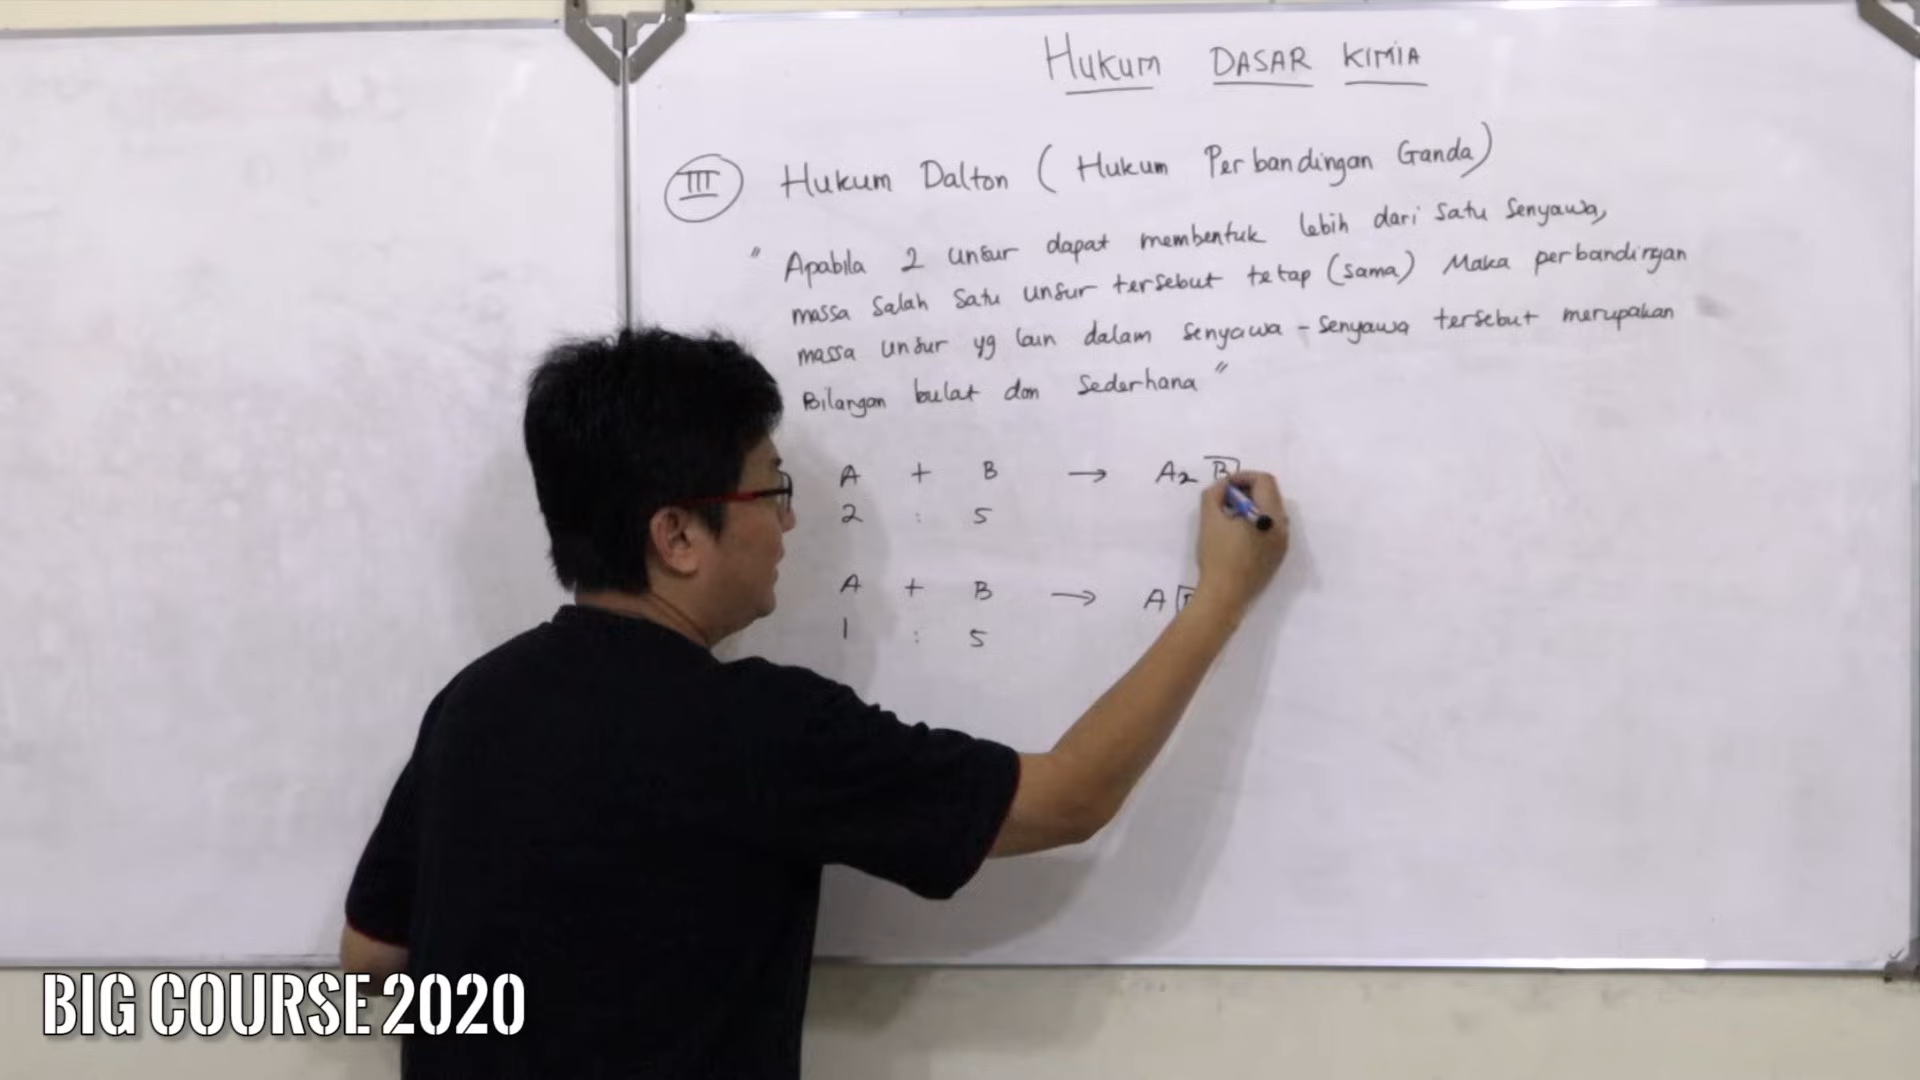 Hukum DASAR KIMIA
III Hukum Dalton ( Hukum Perbandingan Ganda)
" Apabila 2 unsur dapat membentuk lebih dari satu senyawa,
massa salah satu unsur tersebut tetap (sama) Maka perbandingan
massa unsur yg lain dalam senyawa - senyawa tersebut merupakan
Bilangan bulat dan sederhana "
A + B → A2 B
2 : 5
A + B → A
1 : 5
BIG COURSE 2020